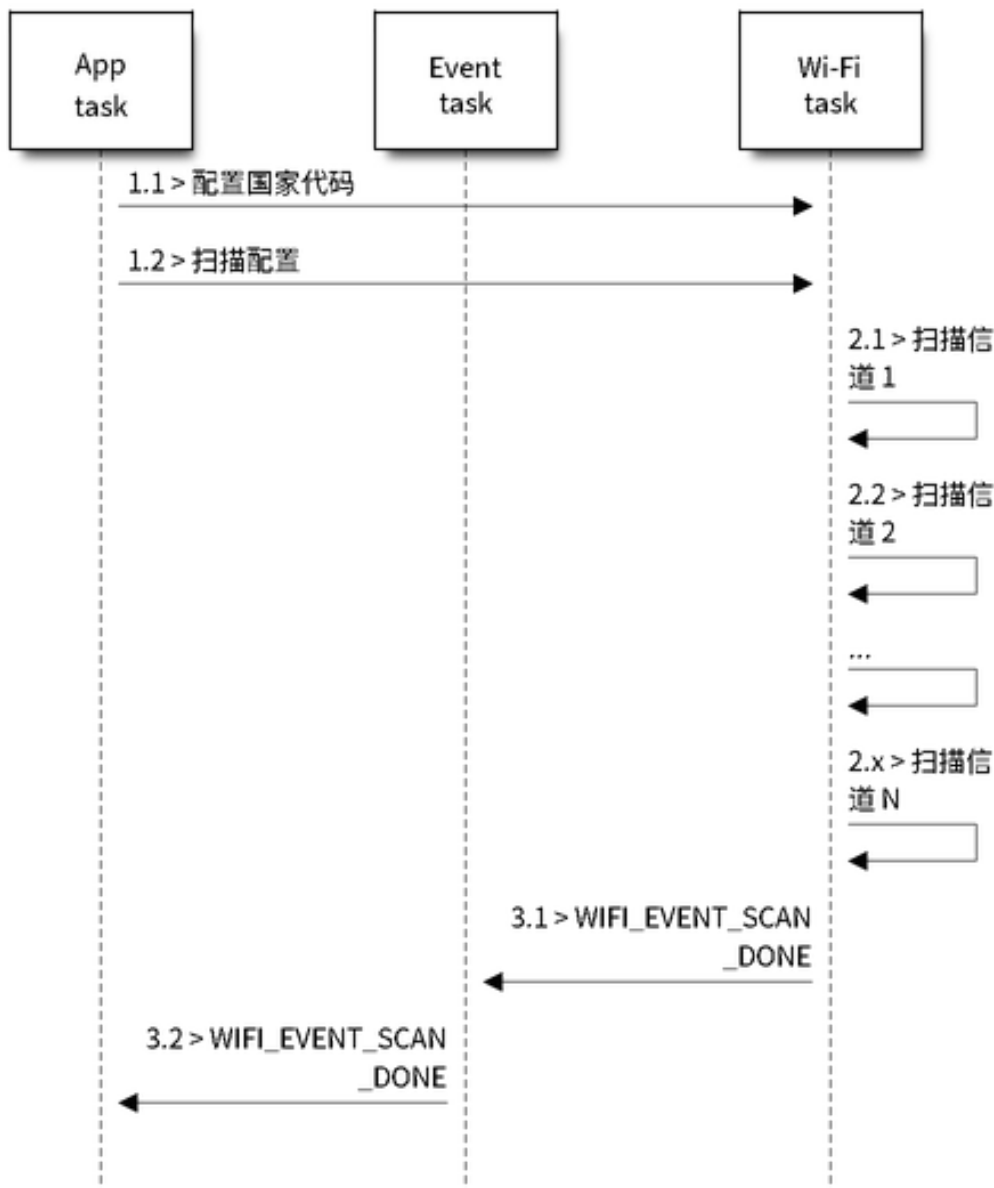 App
task
Event
task
Wi-Fi
task
1.1 > 配置国家代码
1.2 > 扫描配置
2.1 > 扫描信
道 1
2.2 > 扫描信
道 2
...
2.x > 扫描信
道 N
3.1 > WIFI_EVENT_SCAN
_DONE
3.2 > WIFI_EVENT_SCAN
_DONE